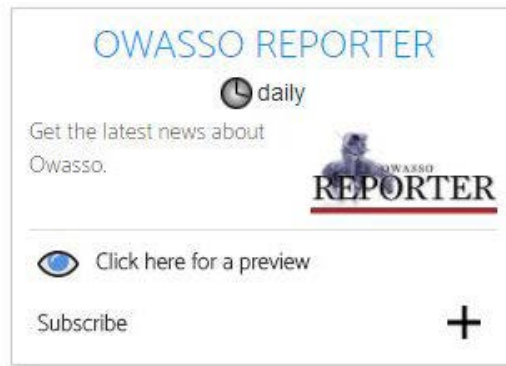 OWASSO REPORTER
daily
Get the latest news about
Owasso.
OWASSO
REPORTER
Click here for a preview
Subscribe